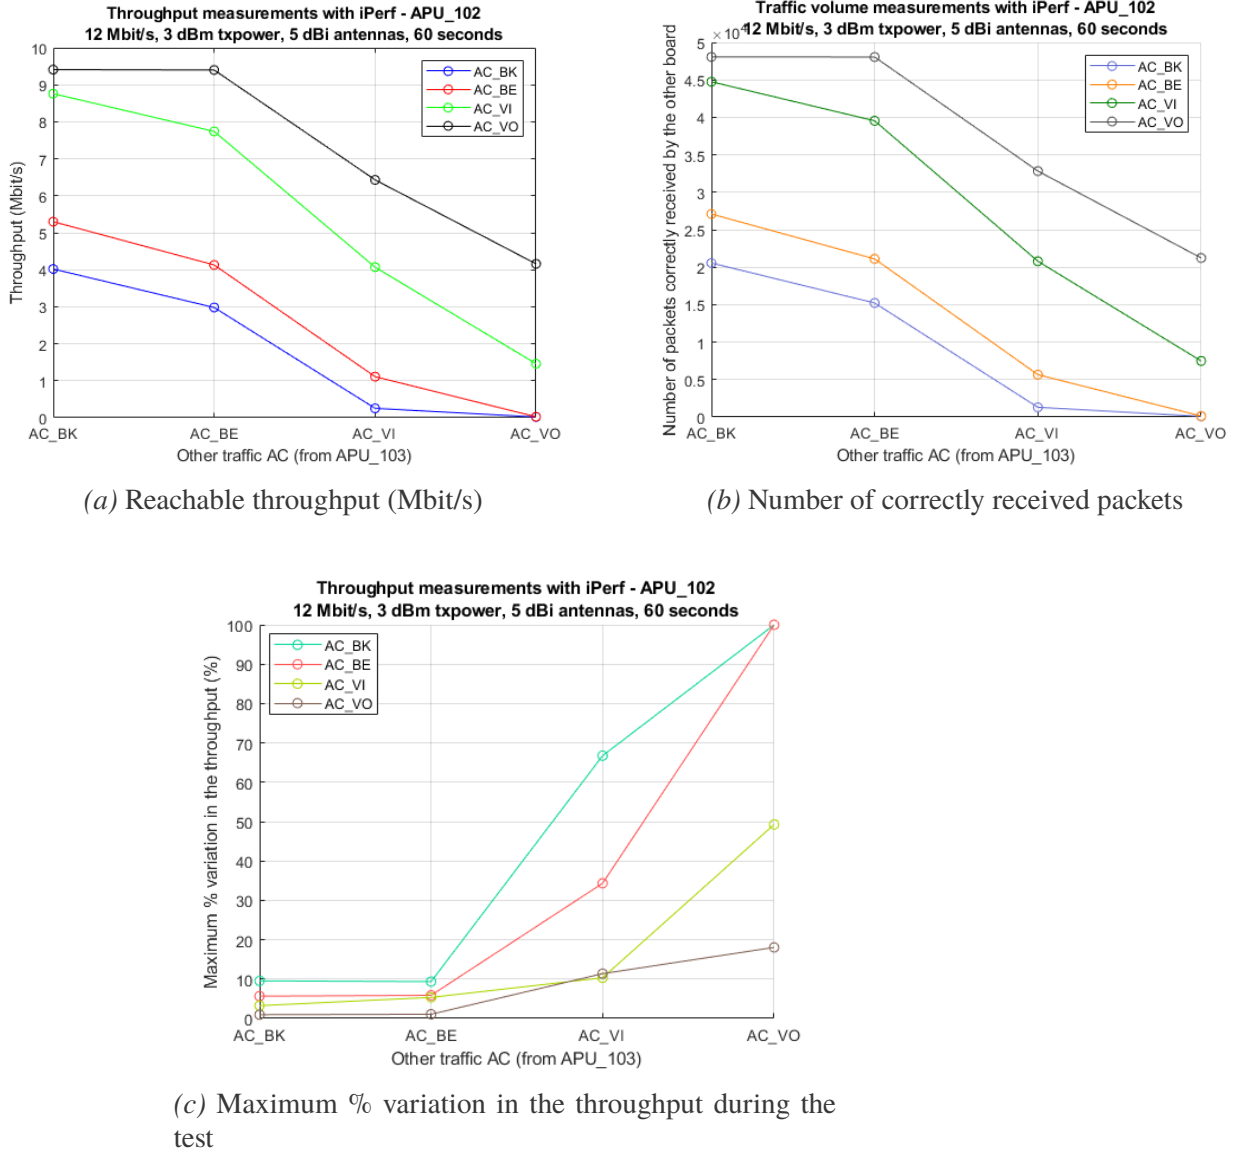 Throughput measurements with iPerf - APU_102
12 Mbit/s, 3 dBm txpower, 5 dBi antennas, 60 seconds
10
9
8
7
6
5
4
3
2
1
0
Throughput (Mbit/s)
AC_BK
AC_BE
AC_VI
AC_VO
AC_BK
AC_BE
AC_VI
AC_VO
Other traffic AC (from APU_103)
(a) Reachable throughput (Mbit/s)
Traffic volume measurements with iPerf - APU_102
×10⁴
12 Mbit/s, 3 dBm txpower, 5 dBi antennas, 60 seconds
5
4.5
4
3.5
3
2.5
2
1.5
1
0.5
0
Number of packets correctly received by the other board
AC_BK
AC_BE
AC_VI
AC_VO
AC_BK
AC_BE
AC_VI
AC_VO
Other traffic AC (from APU_103)
(b) Number of correctly received packets
Throughput measurements with iPerf - APU_102
12 Mbit/s, 3 dBm txpower, 5 dBi antennas, 60 seconds
100
90
80
70
60
50
40
30
20
10
0
Maximum % variation in the throughput (%)
AC_BK
AC_BE
AC_VI
AC_VO
AC_BK
AC_BE
AC_VI
AC_VO
Other traffic AC (from APU_103)
(c) Maximum % variation in the throughput during the
test